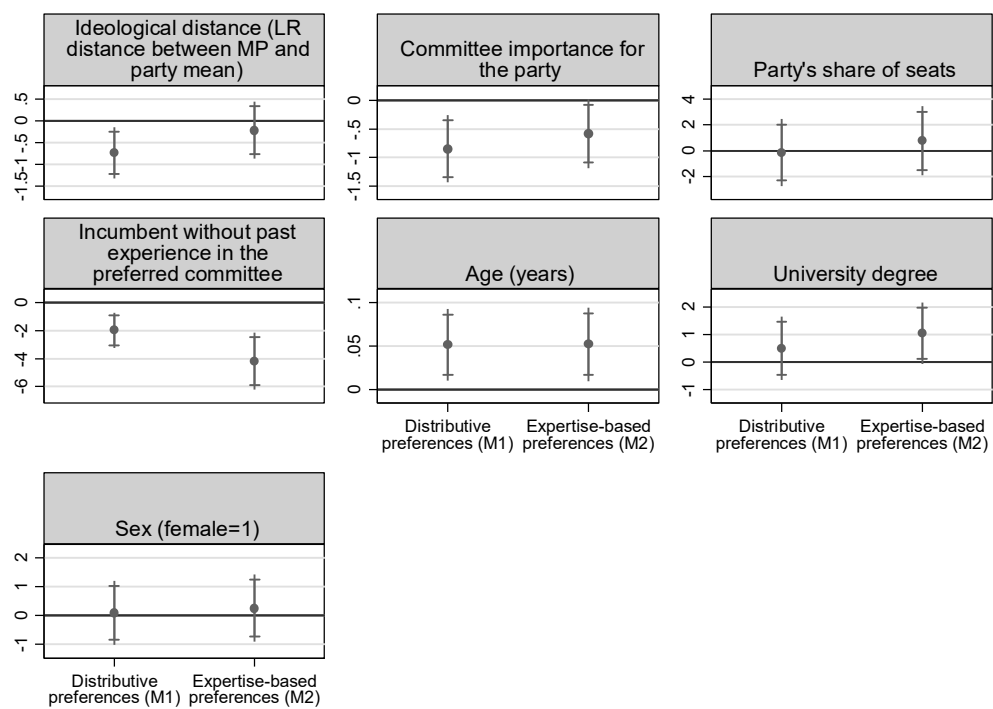 Ideological distance (LR
distance between MP and
party mean)
.5
0
-.5
-1
-1.5
Committee importance for
the party
0
-.5
-1
-1.5
Party's share of seats
4
2
0
-2
Incumbent without past
experience in the
preferred committee
0
-2
-4
-6
Age (years)
.1
.05
0
Distributive
preferences (M1)
Expertise-based
preferences (M2)
University degree
2
1
0
-1
Distributive
preferences (M1)
Expertise-based
preferences (M2)
Sex (female=1)
2
1
0
-1
Distributive
preferences (M1)
Expertise-based
preferences (M2)